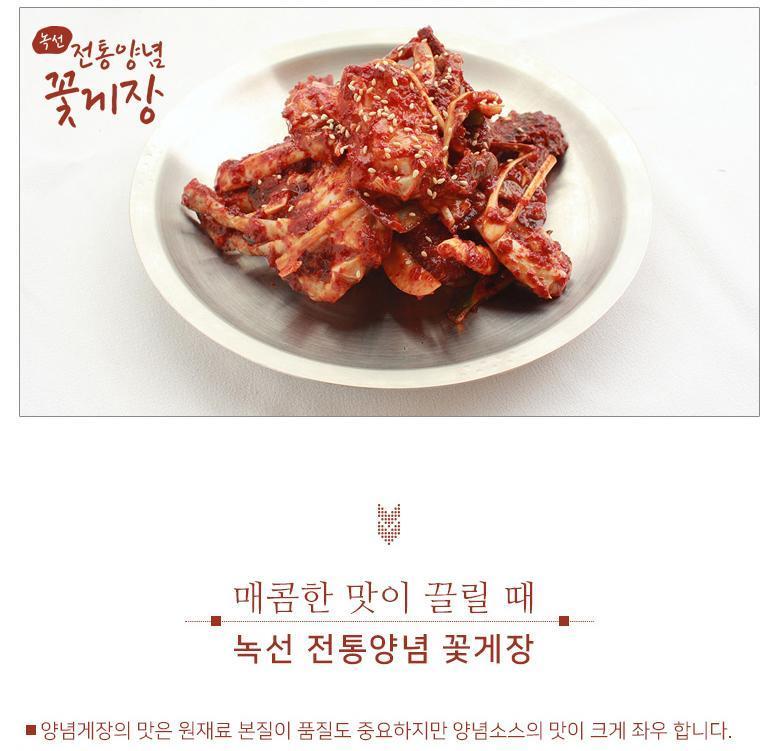 녹선
전통양념
꽃게장
매콤한 맛이 끌릴 때
녹선 전통양념 꽃게장
양념게장의 맛은 원재료 본질이 품질도 중요하지만 양념소스의 맛이 크게 좌우 합니다.